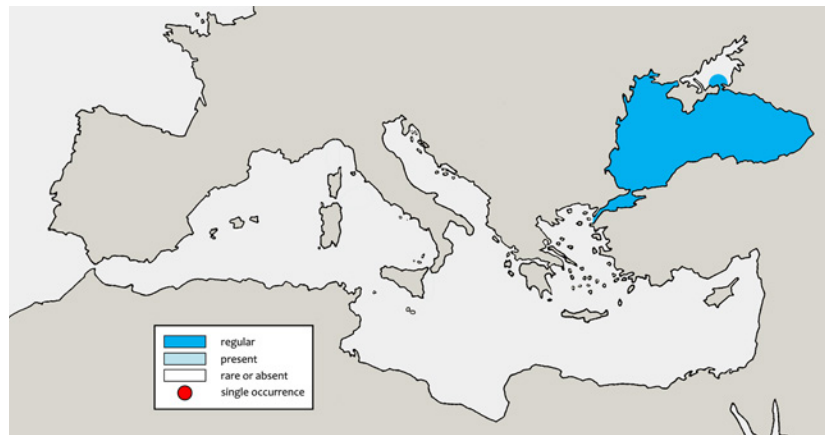 regular
present
rare or absent
single occurrence